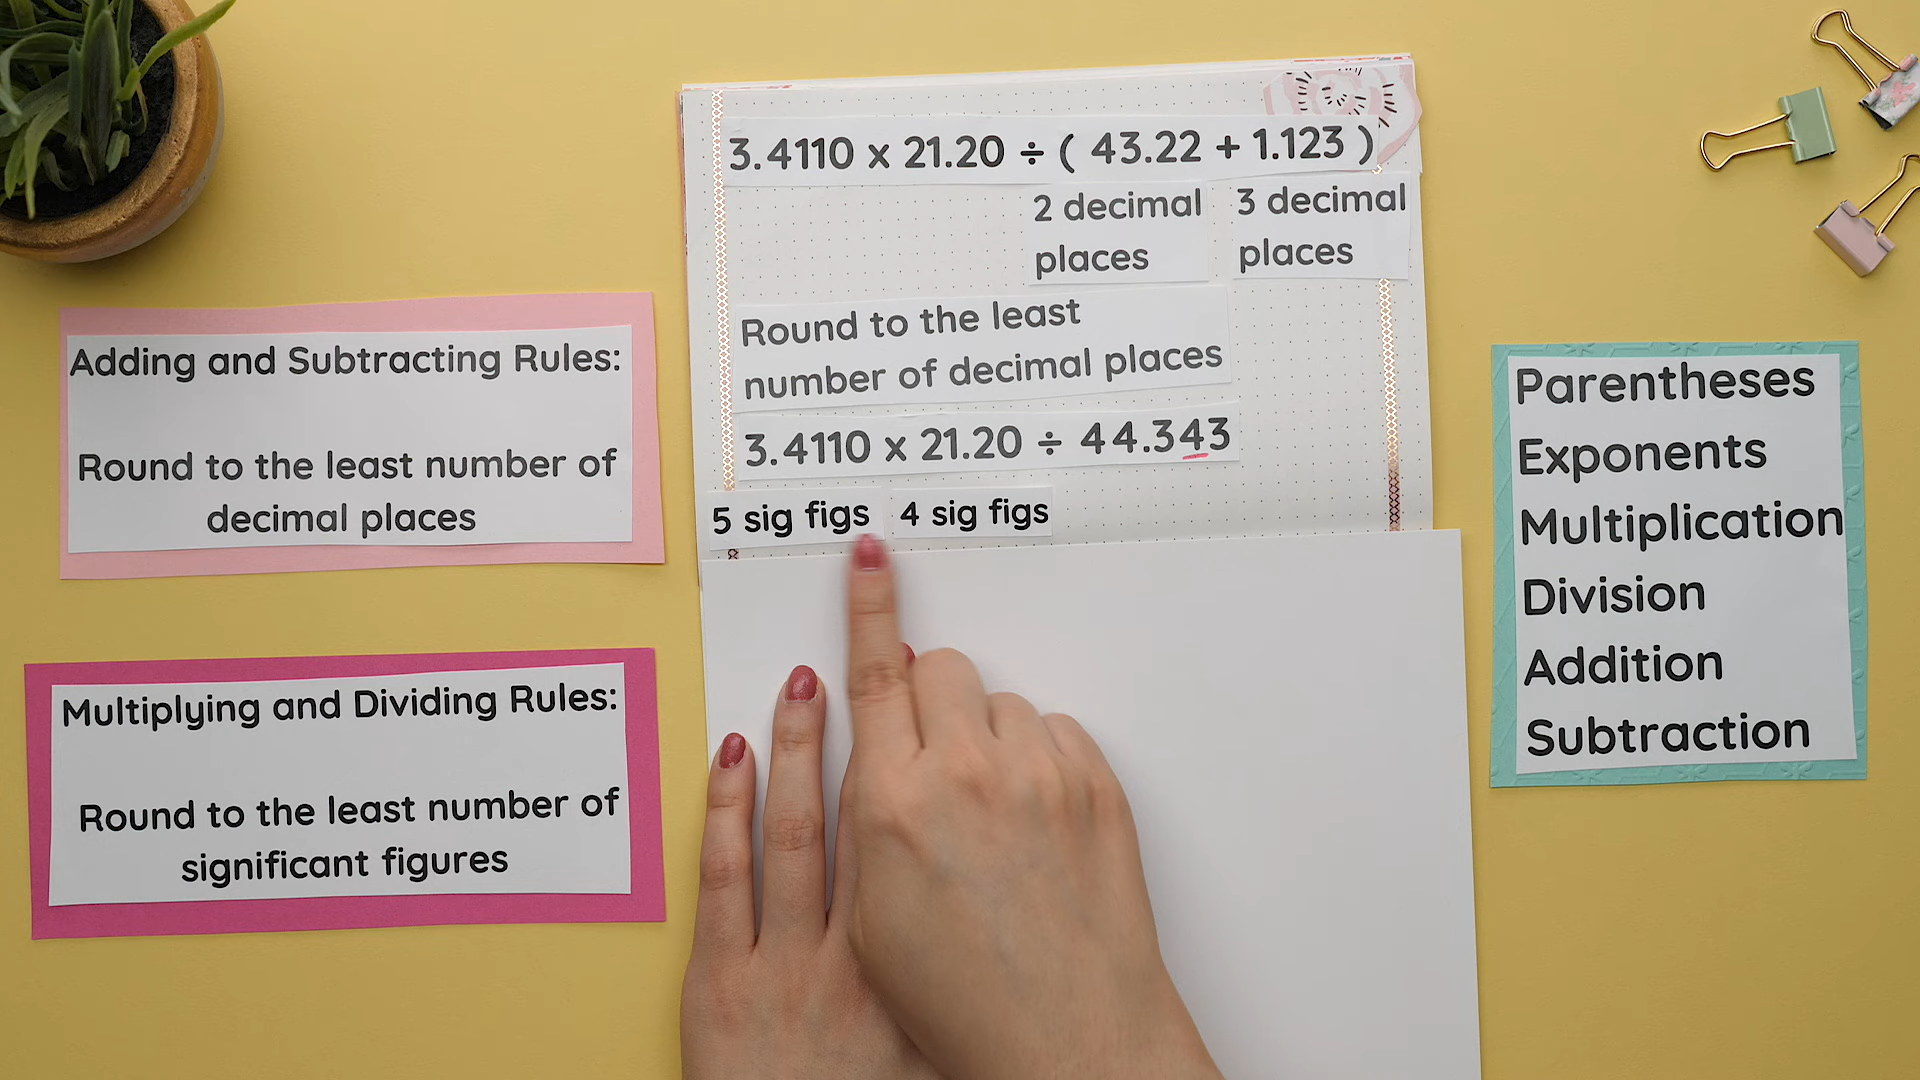 3.4110 x 21.20 ÷ ( 43.22 + 1.123 )
2 decimal places
3 decimal places
Round to the least
number of decimal places
3.4110 x 21.20 ÷ 44.343
5 sig figs
4 sig figs
Adding and Subtracting Rules:
Round to the least number of
decimal places
Multiplying and Dividing Rules:
Round to the least number of
significant figures
Parentheses
Exponents
Multiplication
Division
Addition
Subtraction